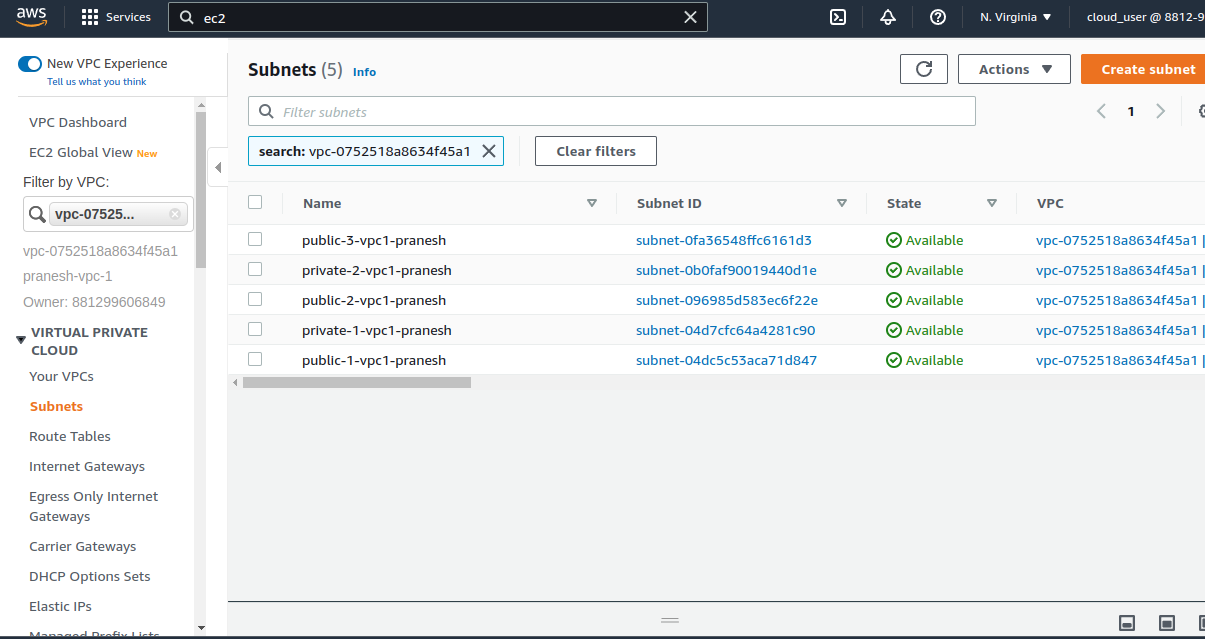 aws
Services
ec2
N. Virginia
cloud_user @ 8812-9
New VPC Experience
Tell us what you think
VPC Dashboard
EC2 Global View New
Filter by VPC:
vpc-07525...
vpc-0752518a8634f45a1
pranesh-vpc-1
Owner: 881299606849
VIRTUAL PRIVATE
CLOUD
Your VPCs
Subnets
Route Tables
Internet Gateways
Egress Only Internet
Gateways
Carrier Gateways
DHCP Options Sets
Elastic IPs
Managed Prefix Lists
Subnets (5) Info
Actions
Create subnet
Filter subnets
1
search: vpc-0752518a8634f45a1
Clear filters
Name Subnet ID State VPC
public-3-vpc1-pranesh subnet-0fa36548ffc6161d3 Available vpc-0752518a8634f45a1 |
private-2-vpc1-pranesh subnet-0b0faf90019440d1e Available vpc-0752518a8634f45a1 |
public-2-vpc1-pranesh subnet-096985d583ec6f22e Available vpc-0752518a8634f45a1 |
private-1-vpc1-pranesh subnet-04d7cfc64a4281c90 Available vpc-0752518a8634f45a1 |
public-1-vpc1-pranesh subnet-04dc5c53aca71d847 Available vpc-0752518a8634f45a1 |